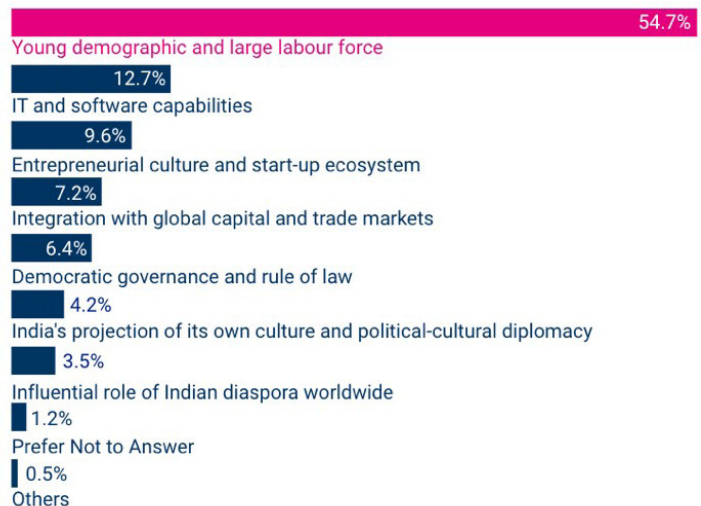 54.7%
Young demographic and large labour force
12.7%
IT and software capabilities
9.6%
Entrepreneurial culture and start-up ecosystem
7.2%
Integration with global capital and trade markets
6.4%
Democratic governance and rule of law
4.2%
India's projection of its own culture and political-cultural diplomacy
3.5%
Influential role of Indian diaspora worldwide
1.2%
Prefer Not to Answer
0.5%
Others